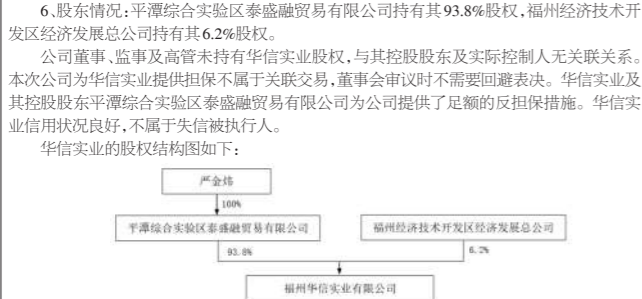 6、股东情况:平潭综合实验区泰盛融贸易有限公司持有其93.8%股权,福州经济技术开
发区经济发展总公司持有其6.2%股权。
公司董事、监事及高管未持有华信实业股权,与其控股股东及实际控制人无关联关系。
本次公司为华信实业提供担保不属于关联交易,董事会审议时不需要回避表决。华信实业及
其控股股东平潭综合实验区泰盛融贸易有限公司为公司提供了足额的反担保措施。华信实
业信用状况良好,不属于失信被执行人。
华信实业的股权结构图如下:
严金炜
100%
平潭综合实验区泰盛融贸易有限公司
福州经济技术开发区经济发展总公司
93.8%
6.2%
福州华信实业有限公司